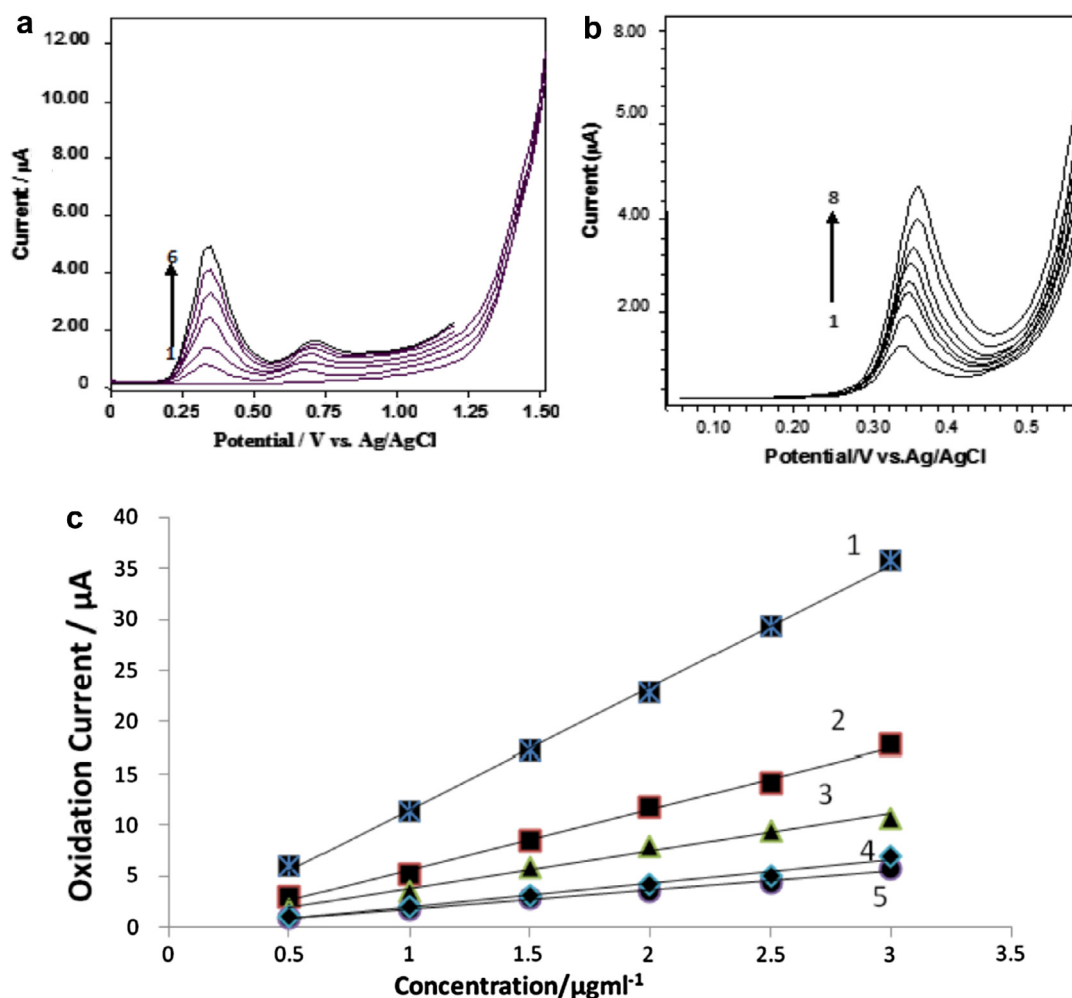 a
12.00
10.00
8.00
6.00
4.00
2.00
0
Current / µA
6
1
0 0.25 0.50 0.75 1.00 1.25 1.50
Potential / V vs. Ag/AgCl
b
8.00
5.00
4.00
2.00
Current (µA)
8
1
0.10 0.20 0.30 0.4 0.5
Potential/V vs.Ag/AgCl
c
40
35
30
25
20
15
10
5
0
Oxidation Current / µA
1
2
3
4
5
0 0.5 1 1.5 2 2.5 3 3.5
Concentration/µgml⁻¹